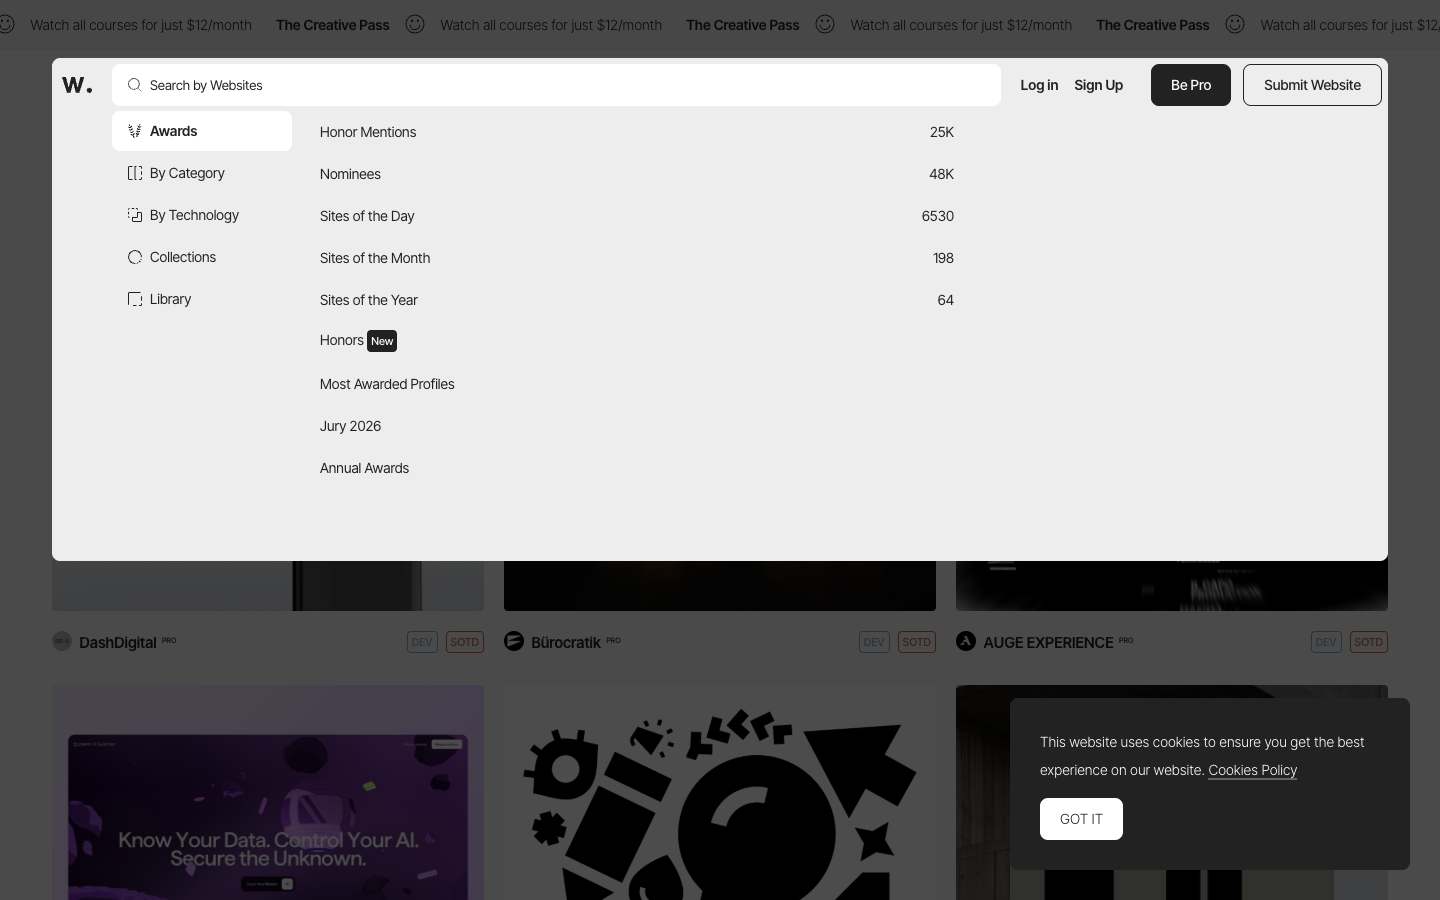 Watch all courses for just $12/month The Creative Pass Watch all courses for just $12/month The Creative Pass Watch all courses for just $12/month The Creative Pass Watch all courses for just $12/
W.
Search by Websites
Log in
Sign Up
Be Pro
Submit Website
Awards
By Category
By Technology
Collections
Library
Honor Mentions 25K
Nominees 48K
Sites of the Day 6530
Sites of the Month 198
Sites of the Year 64
Honors New
Most Awarded Profiles
Jury 2026
Annual Awards
DashDigital PRO DEV SOTD
Bürocratik PRO DEV SOTD
AUGE EXPERIENCE PRO DEV SOTD
Know Your Data. Control Your AI.
Secure the Unknown.
This website uses cookies to ensure you get the best
experience on our website. Cookies Policy
GOT IT